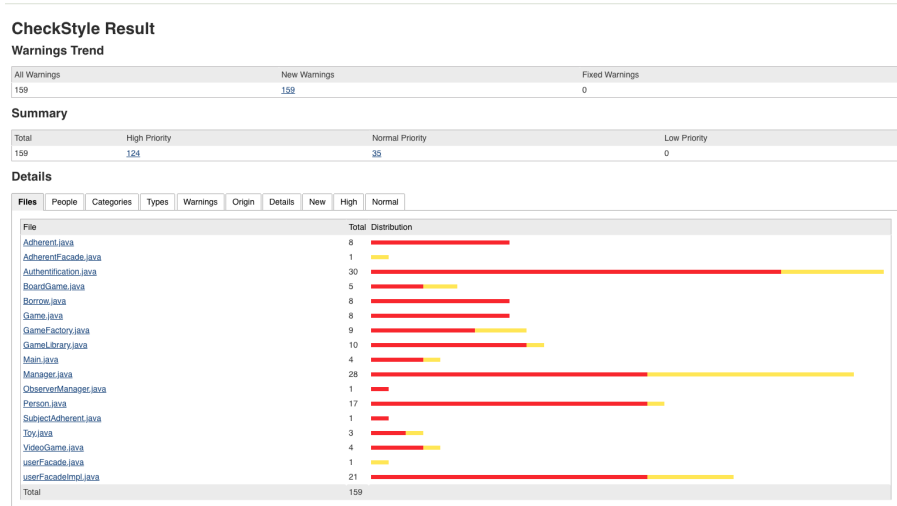 CheckStyle Result
Warnings Trend
All Warnings New Warnings Fixed Warnings
159 159 0
Summary
Total High Priority Normal Priority Low Priority
159 124 35 0
Details
Files People Categories Types Warnings Origin Details New High Normal
File Total Distribution
Adherent.java 8
AdherentFacade.java 1
Authentification.java 30
BoardGame.java 5
Borrow.java 8
Game.java 8
GameFactory.java 9
GameLibrary.java 10
Main.java 4
Manager.java 28
ObserverManager.java 1
Person.java 17
SubjectAdherent.java 1
Toy.java 3
VideoGame.java 4
userFacade.java 1
userFacadeImpl.java 21
Total 159